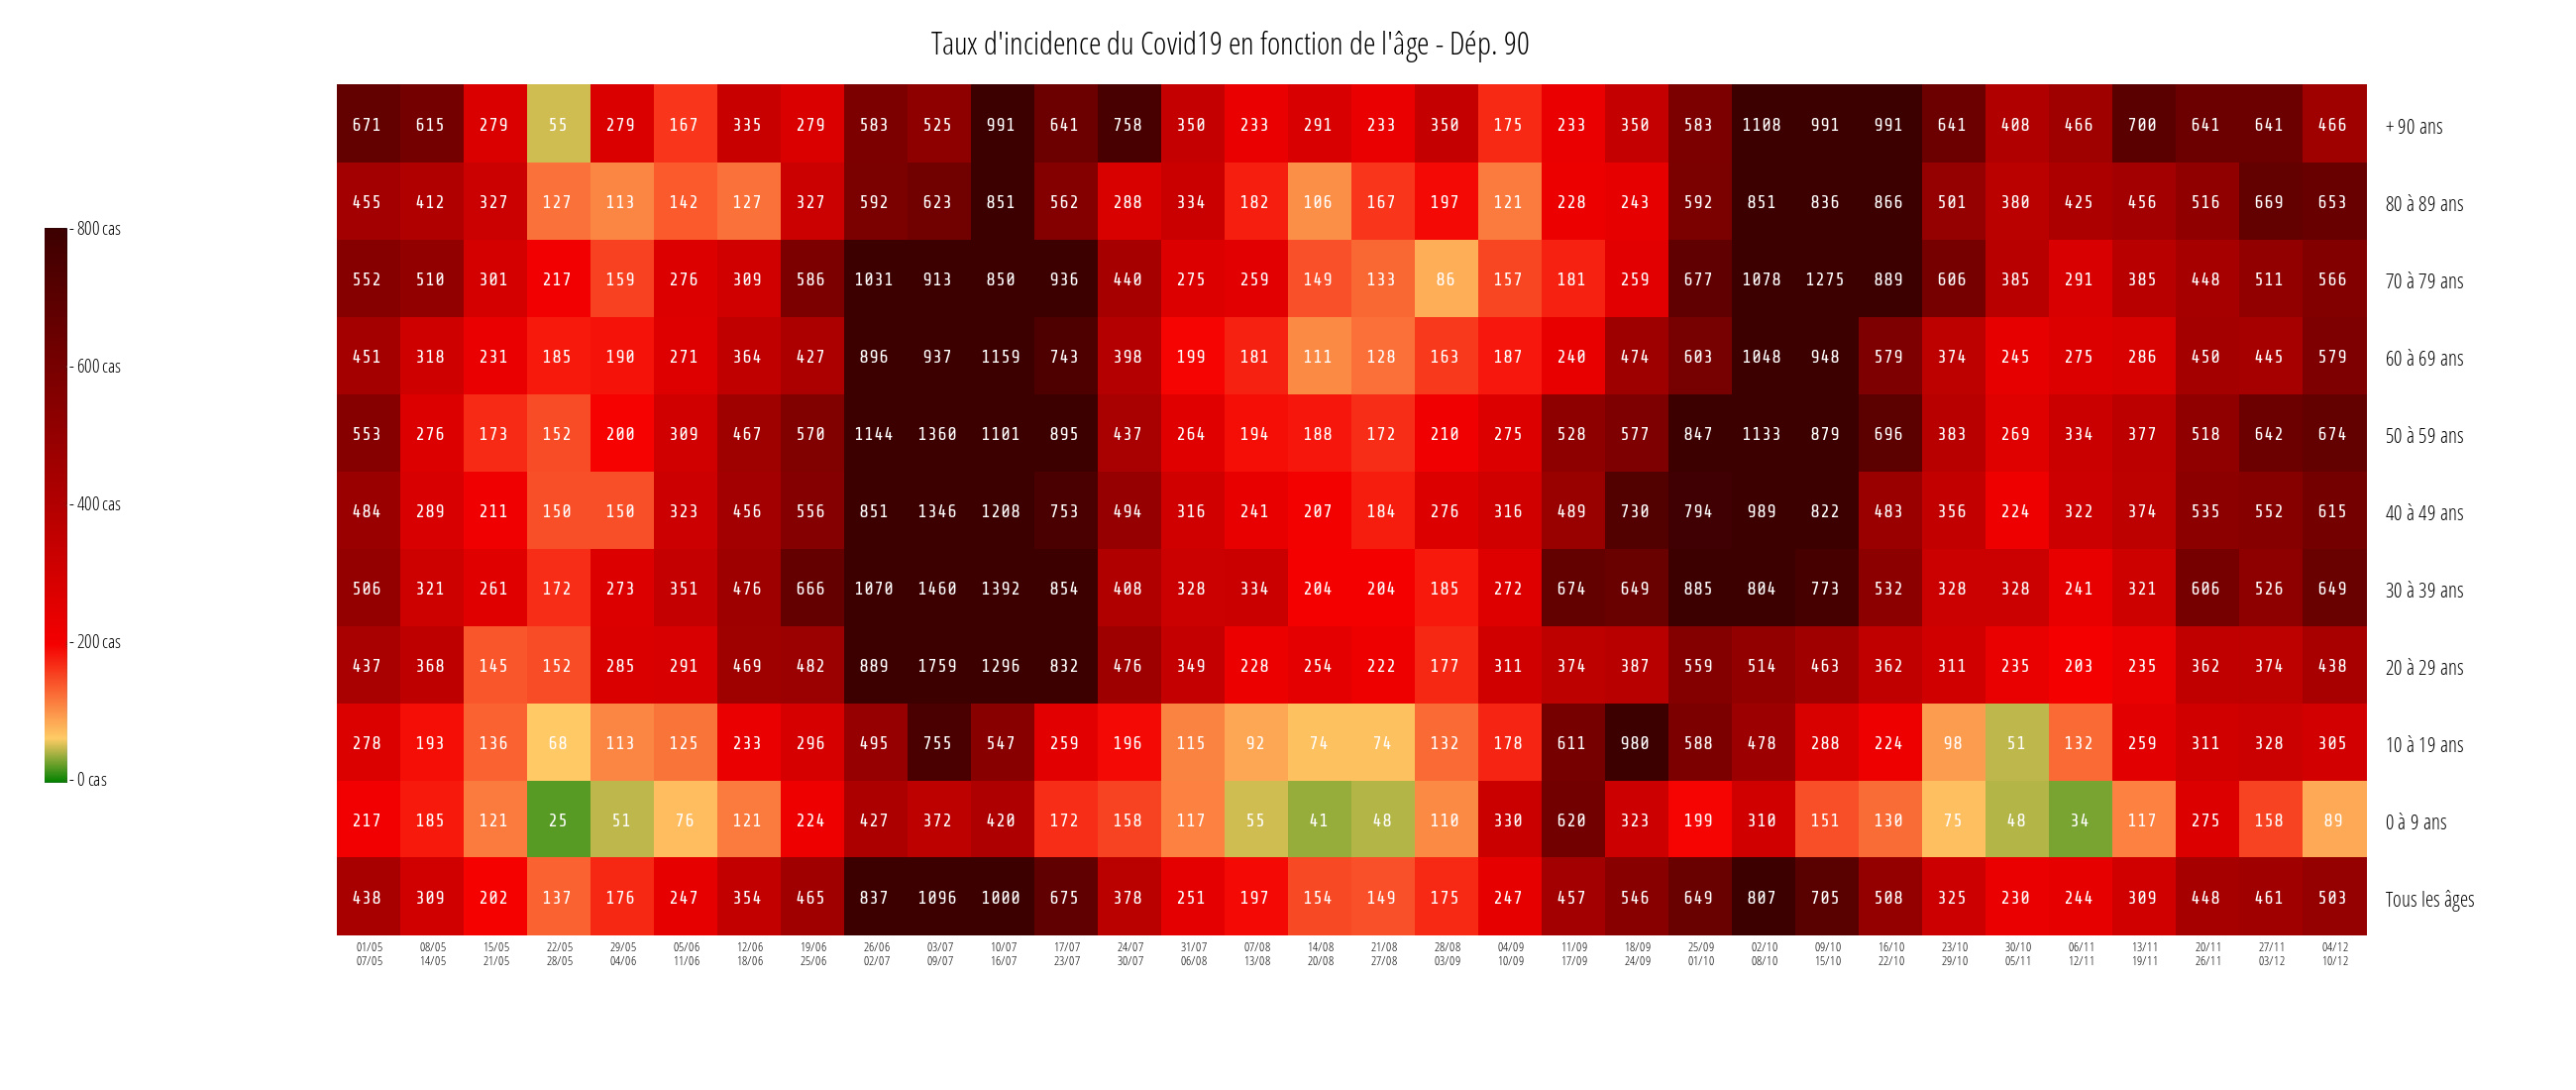 Taux d'incidence du Covid19 en fonction de l'âge - Dép. 90
- 800 cas
- 600 cas
- 400 cas
- 200 cas
- 0 cas
671 615 279 55 279 167 335 279 583 525 991 641 758 350 233 291 233 350 175 233 350 583 1108 991 991 641 408 466 700 641 641 466 + 90 ans
455 412 327 127 113 142 127 327 592 623 851 562 288 334 182 106 167 197 121 228 243 592 851 836 866 501 380 425 456 516 669 653 80 à 89 ans
552 510 301 217 159 276 309 586 1031 913 850 936 440 275 259 149 133 86 157 181 259 677 1078 1275 889 606 385 291 385 448 511 566 70 à 79 ans
451 318 231 185 190 271 364 427 896 937 1159 743 398 199 181 111 128 163 187 240 474 603 1048 948 579 374 245 275 286 450 445 579 60 à 69 ans
553 276 173 152 200 309 467 570 1144 1360 1101 895 437 264 194 188 172 210 275 528 577 847 1133 879 696 383 269 334 377 518 642 674 50 à 59 ans
484 289 211 150 150 323 456 556 851 1346 1208 753 494 316 241 207 184 276 316 489 730 794 989 822 483 356 224 322 374 535 552 615 40 à 49 ans
506 321 261 172 273 351 476 666 1070 1460 1392 854 408 328 334 204 204 185 272 674 649 885 804 773 532 328 328 241 321 606 526 649 30 à 39 ans
437 368 145 152 285 291 469 482 889 1759 1296 832 476 349 228 254 222 177 311 374 387 559 514 463 362 311 235 203 235 362 374 438 20 à 29 ans
278 193 136 68 113 125 233 296 495 755 547 259 196 115 92 74 74 132 178 611 980 588 478 288 224 98 51 132 259 311 328 305 10 à 19 ans
217 185 121 25 51 76 121 224 427 372 420 172 158 117 55 41 48 110 330 620 323 199 310 151 130 75 48 34 117 275 158 89 0 à 9 ans
438 309 202 137 176 247 354 465 837 1096 1000 675 378 251 197 154 149 175 247 457 546 649 807 705 508 325 230 244 309 448 461 503 Tous les âges
01/05 08/05 15/05 22/05 29/05 05/06 12/06 19/06 26/06 03/07 10/07 17/07 24/07 31/07 07/08 14/08 21/08 28/08 04/09 11/09 18/09 25/09 02/10 09/10 16/10 23/10 30/10 06/11 13/11 20/11 27/11 04/12
07/05 14/05 21/05 28/05 04/06 11/06 18/06 25/06 02/07 09/07 16/07 23/07 30/07 06/08 13/08 20/08 27/08 03/09 10/09 17/09 24/09 01/10 08/10 15/10 22/10 29/10 05/11 12/11 19/11 26/11 03/12 10/12